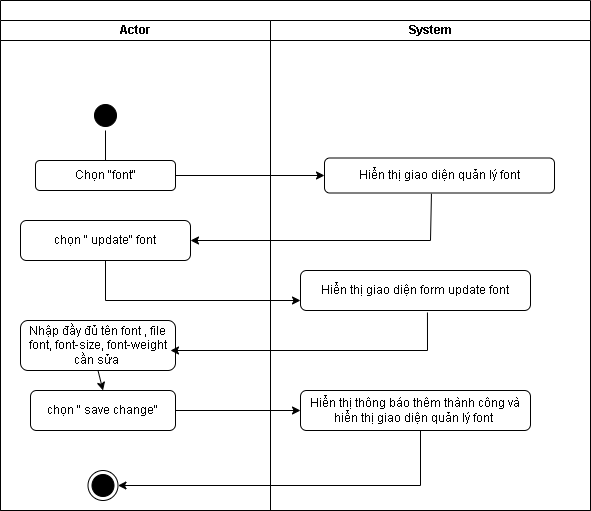 Actor
System
Chọn "font"
Hiển thị giao diện quản lý font
chọn " update" font
Hiển thị giao diện form update font
Nhập đầy đủ tên font , file
font, font-size, font-weight
cần sửa
chọn " save change"
Hiển thị thông báo thêm thành công và
hiển thị giao diện quản lý font